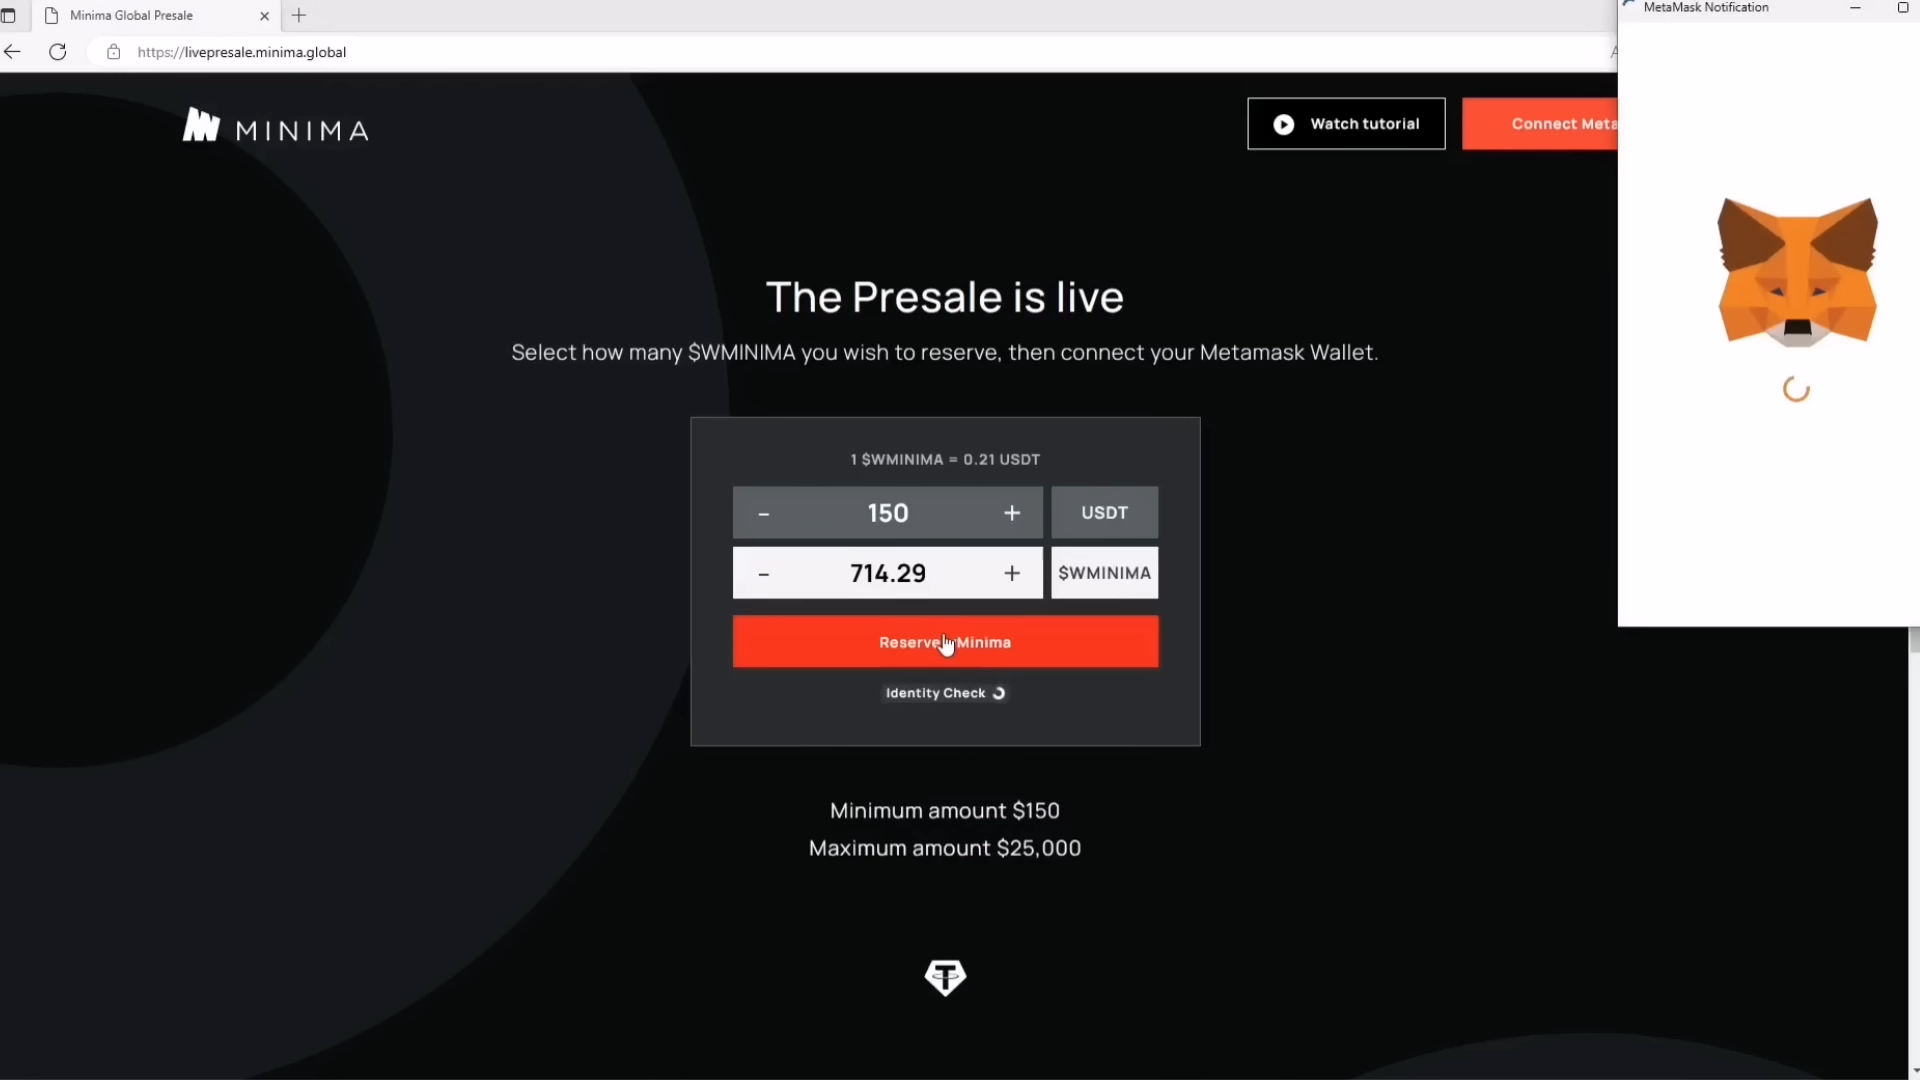 Minima Global Presale
MetaMask Notification
https://livepresale.minima.global
MINIMA
Watch tutorial
Connect Meta
The Presale is live
Select how many $WMINIMA you wish to reserve, then connect your Metamask Wallet.
1 $WMINIMA = 0.21 USDT
- 150 + USDT
- 714.29 + $WMINIMA
Reserve Minima
Identity Check
Minimum amount $150
Maximum amount $25,000